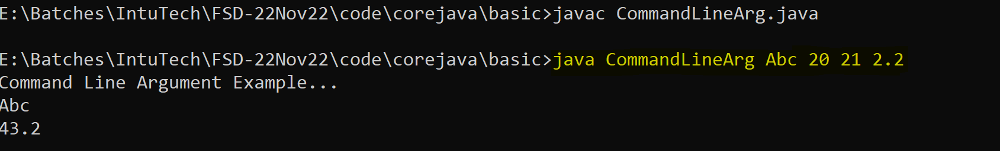 E:\Batches\IntuTech\FSD-22Nov22\code\corejava\basic>javac CommandLineArg.java
E:\Batches\IntuTech\FSD-22Nov22\code\corejava\basic>java CommandLineArg Abc 20 21 2.2
Command Line Argument Example...
Abc
43.2